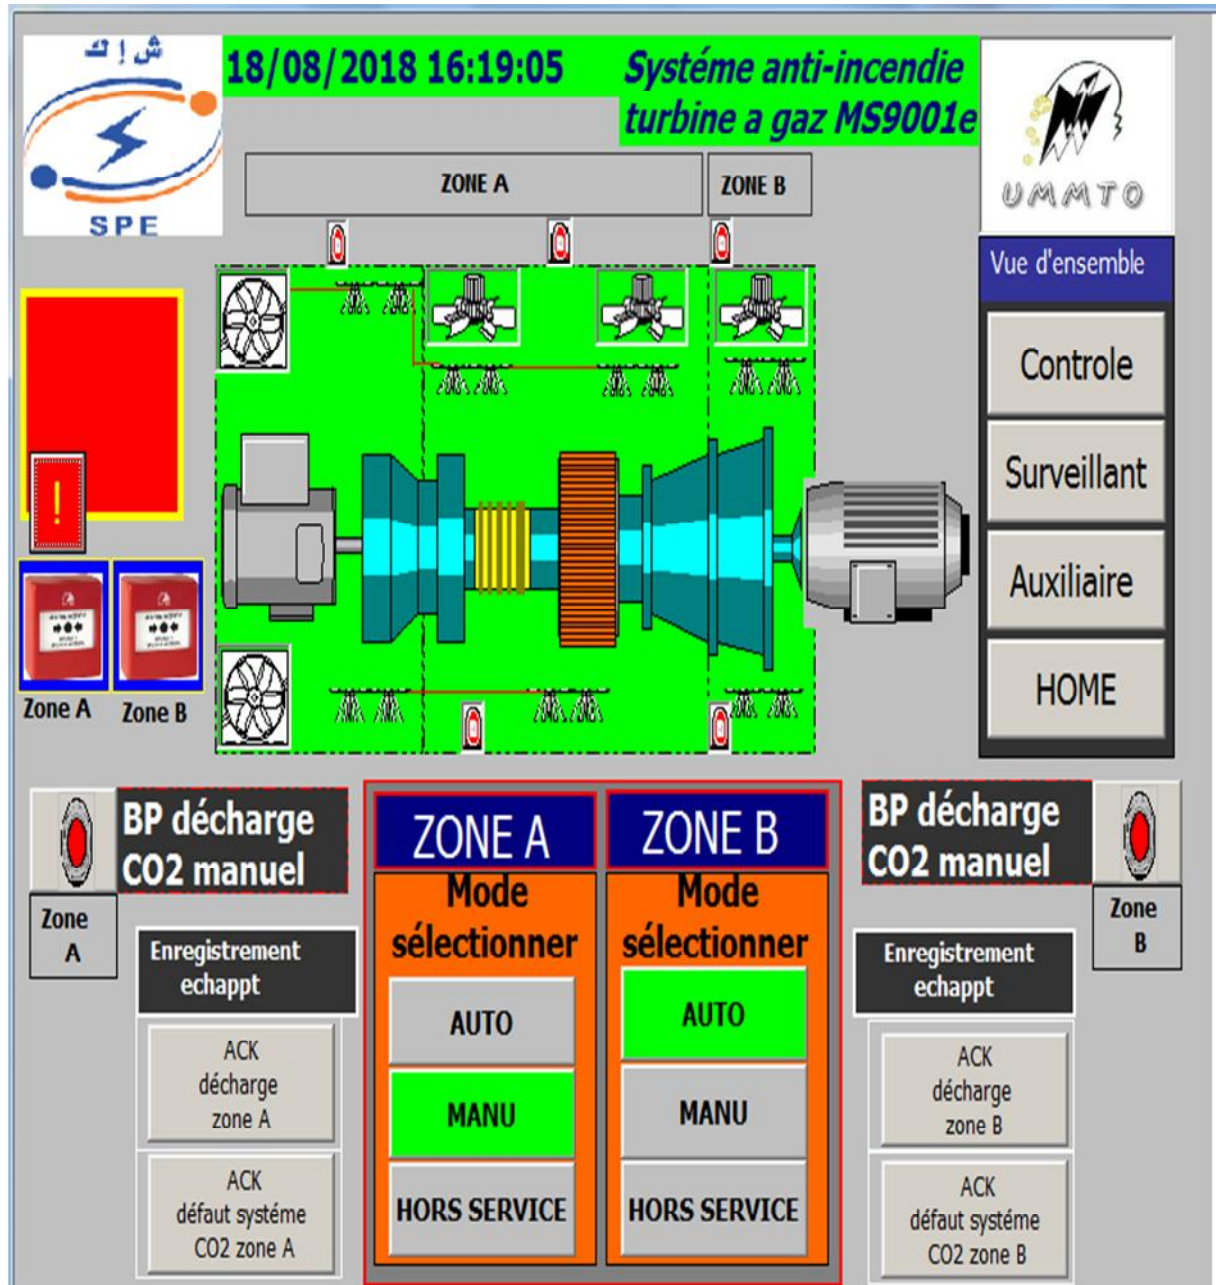 ش إ ك
SPE
18/08/2018 16:19:05
Systéme anti-incendie
turbine a gaz MS9001e
UMMTO
ZONE A
ZONE B
Vue d'ensemble
Controle
Surveillant
Auxiliaire
HOME
!
Zone A
Zone B
BP décharge
CO2 manuel
Zone
A
Enregistrement
echappt
ACK
décharge
zone A
ACK
défaut systéme
CO2 zone A
ZONE A
Mode
sélectionner
AUTO
MANU
HORS SERVICE
ZONE B
Mode
sélectionner
AUTO
MANU
HORS SERVICE
BP décharge
CO2 manuel
Zone
B
Enregistrement
echappt
ACK
décharge
zone B
ACK
défaut systéme
CO2 zone B